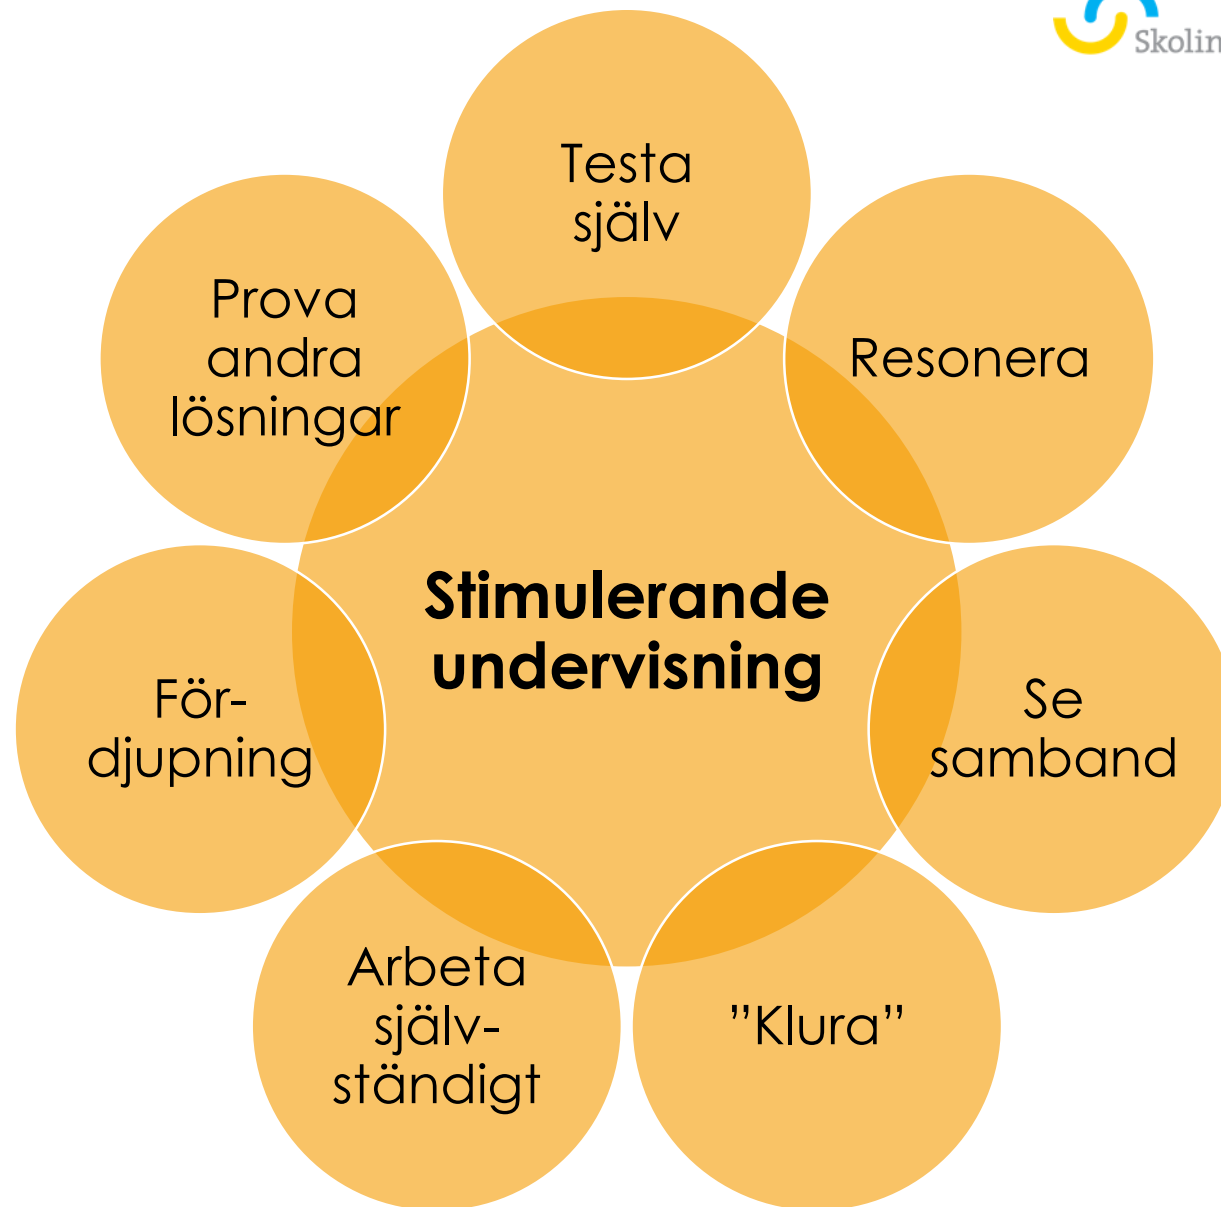 Skolin
Testa
själv
Resonera
Se
samband
”Klura”
Arbeta
själv-
ständigt
För-
djupning
Prova
andra
lösningar
Stimulerande
undervisning